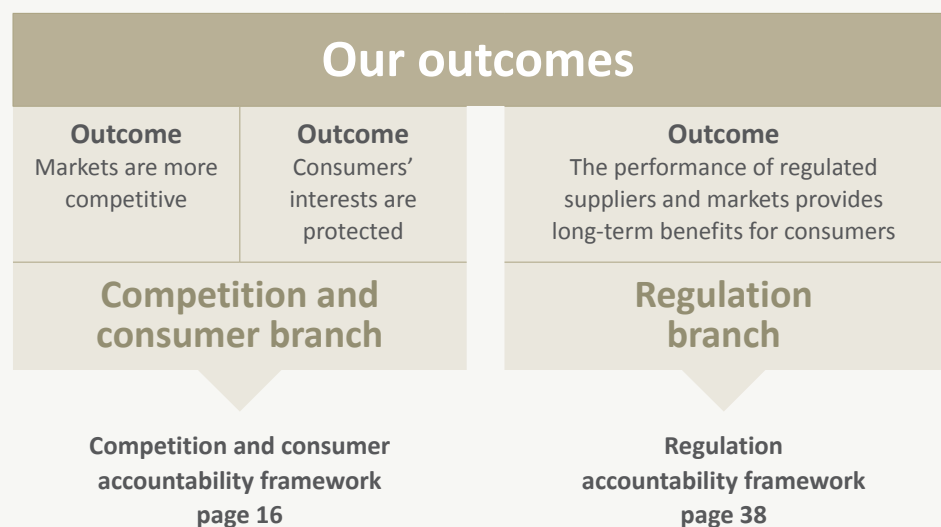 Our outcomes
Outcome
Markets are more
competitive
Outcome
Consumers’
interests are
protected
Outcome
The performance of regulated
suppliers and markets provides
long-term benefits for consumers
Competition and
consumer branch
Regulation
branch
Competition and consumer
accountability framework
page 16
Regulation
accountability framework
page 38